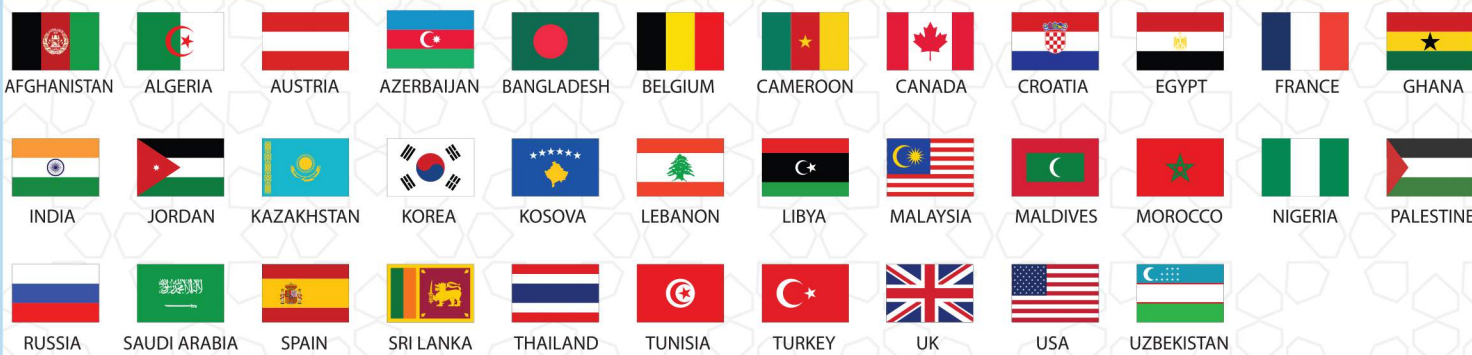 AFGHANISTAN ALGERIA AUSTRIA AZERBAIJAN BANGLADESH BELGIUM CAMEROON CANADA CROATIA EGYPT FRANCE GHANA
INDIA JORDAN KAZAKHSTAN KOREA KOSOVA LEBANON LIBYA MALAYSIA MALDIVES MOROCCO NIGERIA PALESTINE
RUSSIA SAUDI ARABIA SPAIN SRI LANKA THAILAND TUNISIA TURKEY UK USA UZBEKISTAN